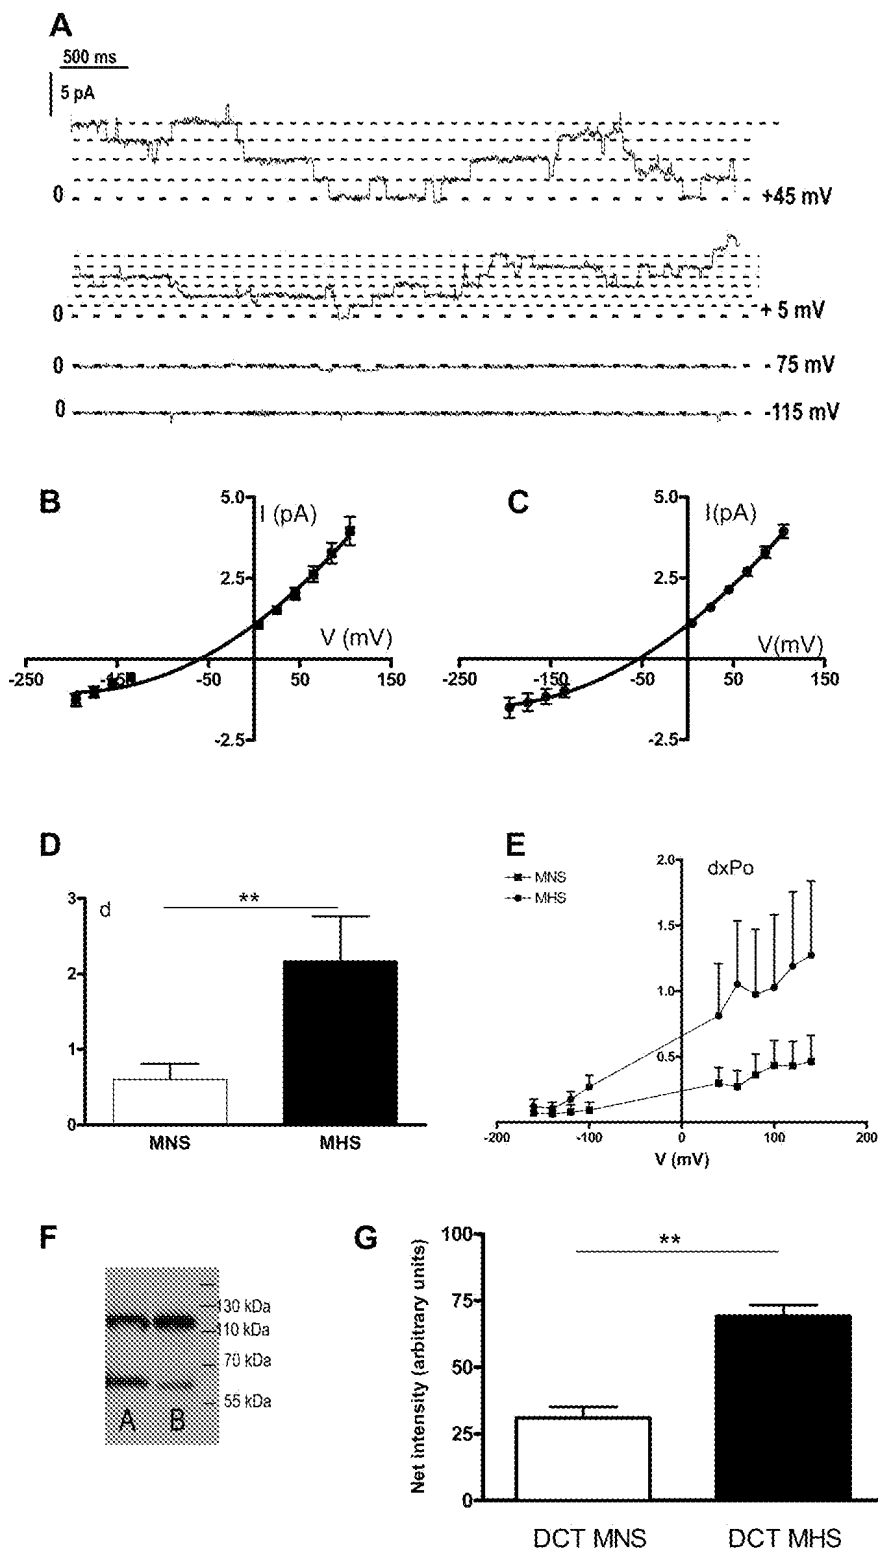 A
500 ms
5 pA
0
+45 mV
0
+ 5 mV
0
- 75 mV
0
-115 mV
B
5.0
I (pA)
2.5
V (mV)
-250
-150
-50
50
150
-2.5
C
5.0
I(pA)
2.5
V(mV)
-250
-150
-50
50
150
-2.5
D
3
d
**
2
1
0
MNS
MHS
E
MNS
MHS
2.0
dxPo
1.5
1.0
0.5
-200
-100
0
100
200
V (mV)
F
130 kDa
110 kDa
70 kDa
55 kDa
A
B
G
Net intensity (arbitrary units)
100
**
75
50
25
0
DCT MNS
DCT MHS